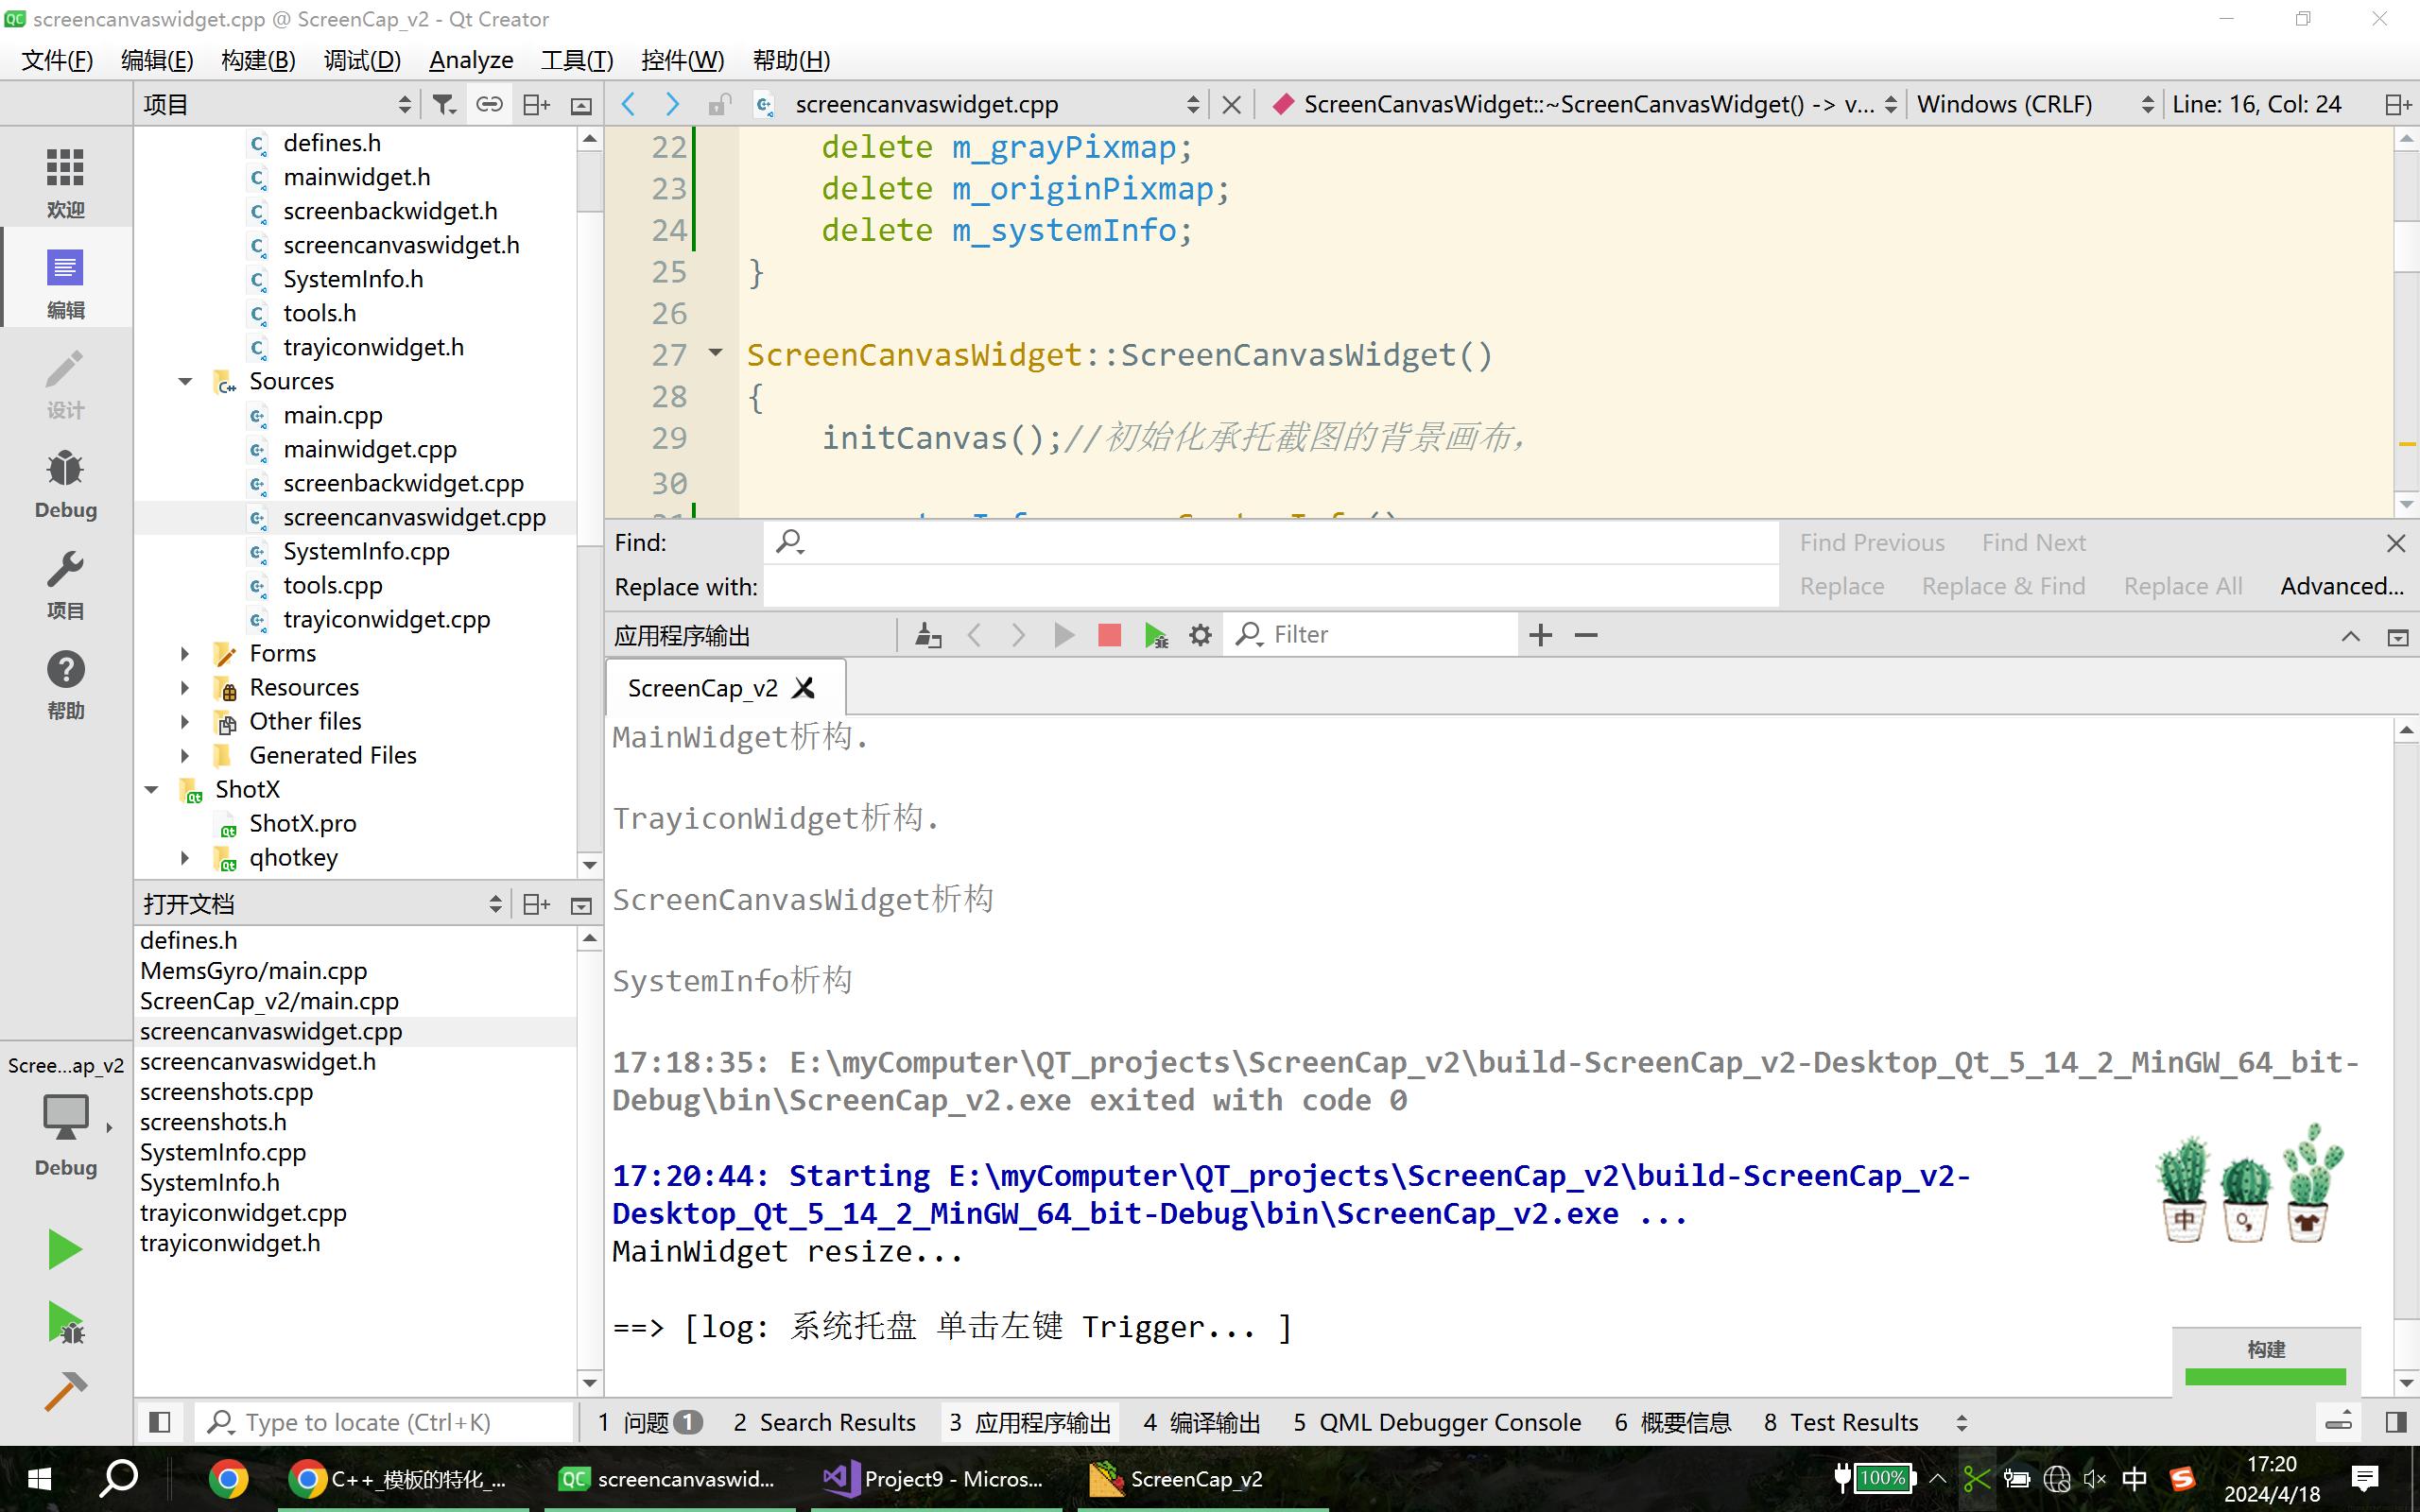 screencanvaswidget.cpp @ ScreenCap_v2 - Qt Creator
文件(F) 编辑(E) 构建(B) 调试(D) Analyze 工具(T) 控件(W) 帮助(H)
项目
screencanvaswidget.cpp
ScreenCanvasWidget::~ScreenCanvasWidget() -> v...
Windows (CRLF)
Line: 16, Col: 24
欢迎
编辑
设计
Debug
项目
帮助
Scree...ap_v2
Debug
defines.h
mainwidget.h
screenbackwidget.h
screencanvaswidget.h
SystemInfo.h
tools.h
trayiconwidget.h
Sources
main.cpp
mainwidget.cpp
screenbackwidget.cpp
screencanvaswidget.cpp
SystemInfo.cpp
tools.cpp
trayiconwidget.cpp
Forms
Resources
Other files
Generated Files
ShotX
ShotX.pro
qhotkey
打开文档
defines.h
MemsGyro/main.cpp
ScreenCap_v2/main.cpp
screencanvaswidget.cpp
screencanvaswidget.h
screenshots.cpp
screenshots.h
SystemInfo.cpp
SystemInfo.h
trayiconwidget.cpp
trayiconwidget.h
22 delete m_grayPixmap;
23 delete m_originPixmap;
24 delete m_systemInfo;
25 }
26
27 ScreenCanvasWidget::ScreenCanvasWidget()
28 {
29 initCanvas();//初始化承托截图的背景画布,
30
Find:
Find Previous Find Next
Replace with:
Replace Replace & Find Replace All Advanced...
应用程序输出
Filter
ScreenCap_v2
MainWidget析构.
TrayiconWidget析构.
ScreenCanvasWidget析构
SystemInfo析构
17:18:35: E:\myComputer\QT_projects\ScreenCap_v2\build-ScreenCap_v2-Desktop_Qt_5_14_2_MinGW_64_bit-
Debug\bin\ScreenCap_v2.exe exited with code 0
17:20:44: Starting E:\myComputer\QT_projects\ScreenCap_v2\build-ScreenCap_v2-
Desktop_Qt_5_14_2_MinGW_64_bit-Debug\bin\ScreenCap_v2.exe ...
MainWidget resize...
==> [log: 系统托盘 单击左键 Trigger... ]
中
构建
Type to locate (Ctrl+K)
1 问题 1
2 Search Results
3 应用程序输出
4 编译输出
5 QML Debugger Console
6 概要信息
8 Test Results
C++_模板的特化_...
screencanvaswid...
Project9 - Micros...
ScreenCap_v2
100%
中
17:20
2024/4/18